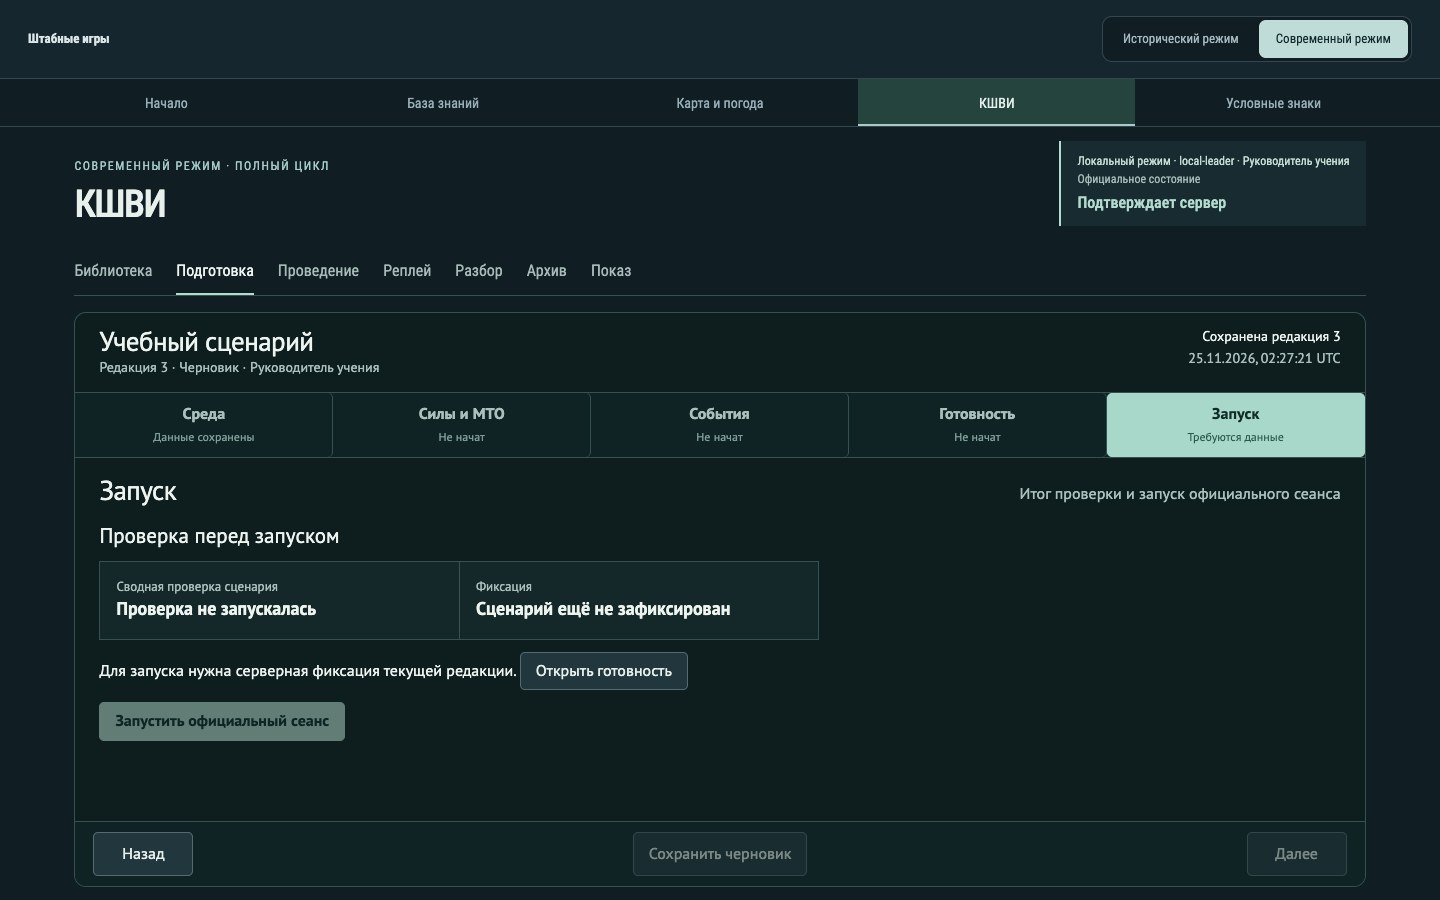 Штабные игры
Исторический режим
Современный режим
Начало
База знаний
Карта и погода
КШВИ
Условные знаки
СОВРЕМЕННЫЙ РЕЖИМ · ПОЛНЫЙ ЦИКЛ
КШВИ
Локальный режим · local-leader · Руководитель учения
Официальное состояние
Подтверждает сервер
Библиотека
Подготовка
Проведение
Реплей
Разбор
Архив
Показ
Учебный сценарий
Редакция 3 · Черновик · Руководитель учения
Сохранена редакция 3
25.11.2026, 02:27:21 UTC
Среда
Данные сохранены
Силы и МТО
Не начат
События
Не начат
Готовность
Не начат
Запуск
Требуются данные
Запуск
Итог проверки и запуск официального сеанса
Проверка перед запуском
Сводная проверка сценария
Проверка не запускалась
Фиксация
Сценарий ещё не зафиксирован
Для запуска нужна серверная фиксация текущей редакции.
Открыть готовность
Запустить официальный сеанс
Назад
Сохранить черновик
Далее